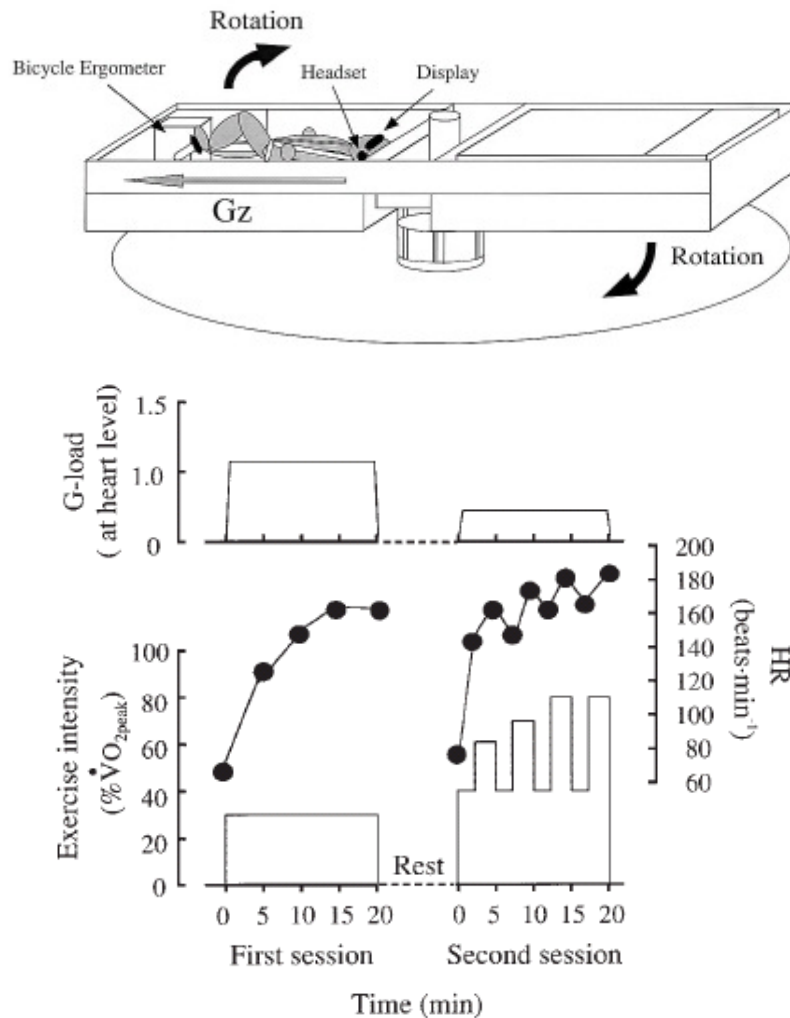 Rotation
Bicycle Ergometer
Headset
Display
Gz
Rotation
G-load
( at heart level)
1.5
1.0
0
200
180
160
140
120
100
80
60
HR
(beats·min⁻¹)
Exercise intensity
(%V̇O2peak)
100
80
60
40
20
0
Rest
0 5 10 15 20
0 5 10 15 20
First session
Second session
Time (min)